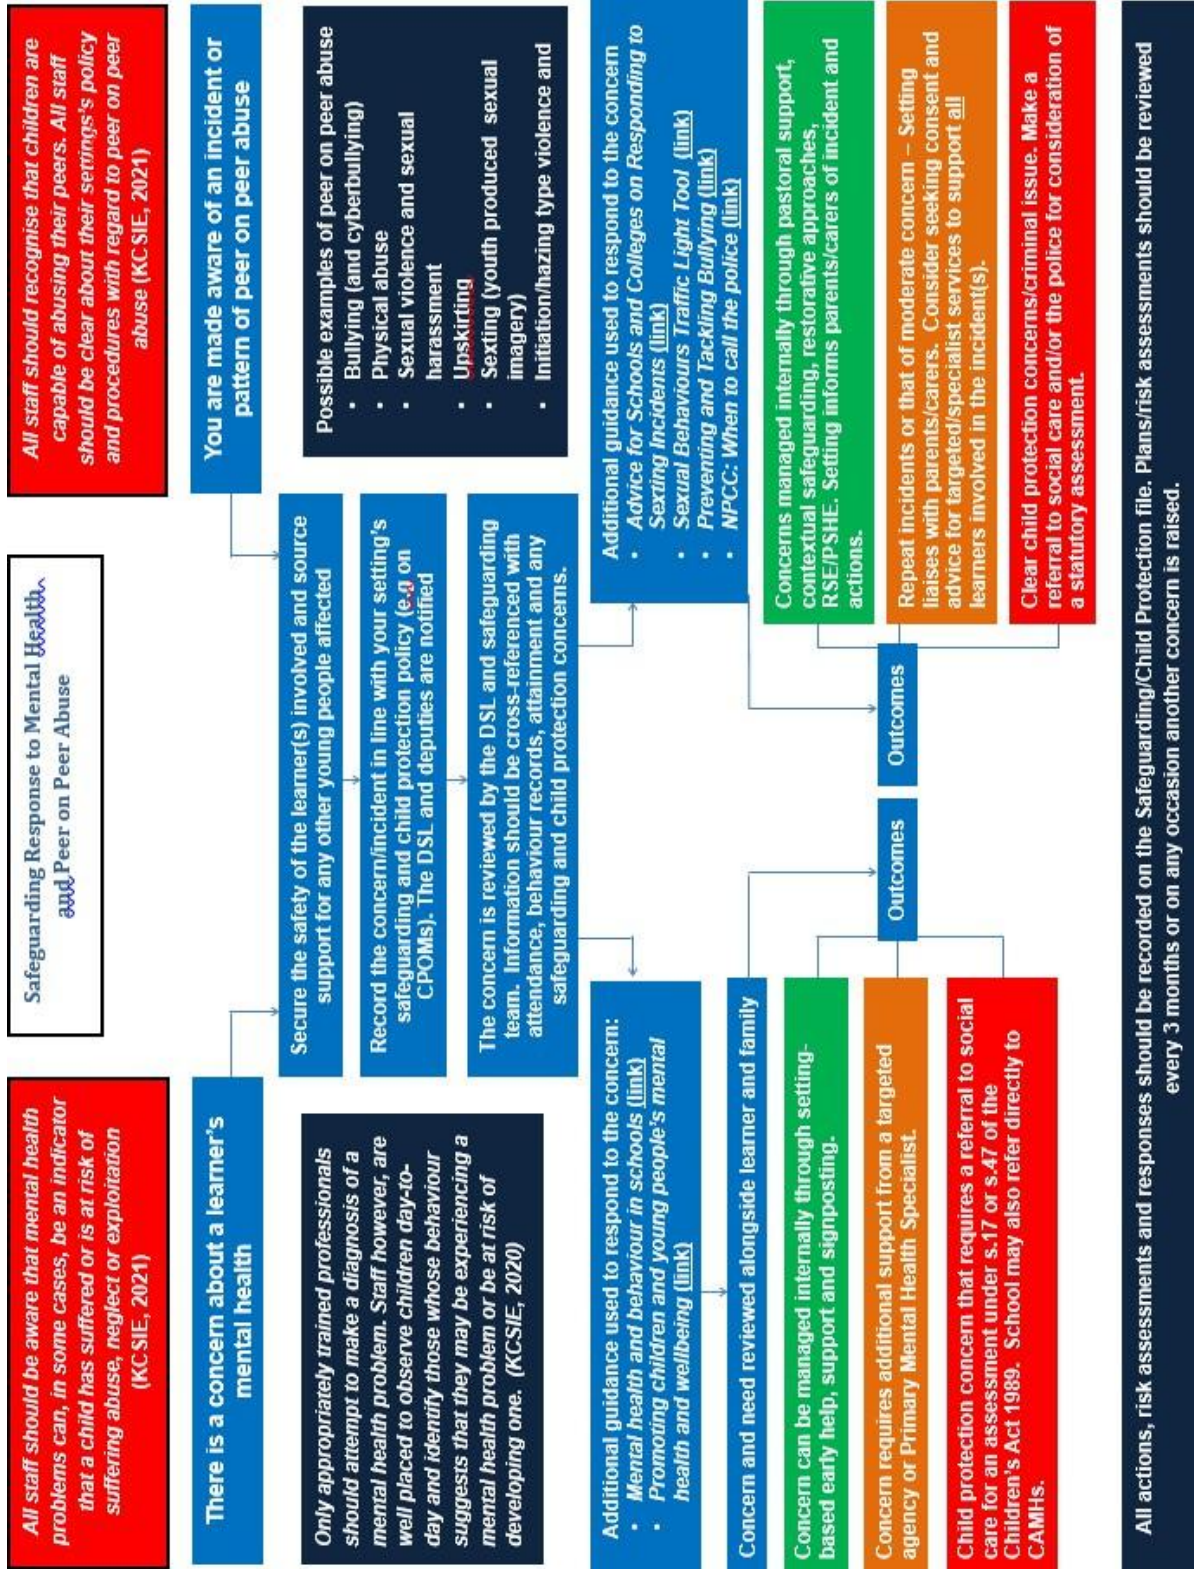 All staff should be aware that mental health
problems can, in some cases, be an indicator
that a child has suffered or is at risk of
suffering abuse, neglect or exploitation
(KCSIE, 2021)
Safeguarding Response to Mental Health
and Peer on Peer Abuse
All staff should recognise that children are
capable of abusing their peers. All staff
should be clear about their settings's policy
and procedures with regard to peer on peer
abuse (KCSIE, 2021)
There is a concern about a learner's
mental health
You are made aware of an incident or
pattern of peer on peer abuse
Only appropriately trained professionals
should attempt to make a diagnosis of a
mental health problem. Staff however, are
well placed to observe children day-to-
day and identify those whose behaviour
suggests that they may be experiencing a
mental health problem or be at risk of
developing one. (KCSIE, 2020)
Secure the safety of the learner(s) involved and source
support for any other young people affected
Record the concern/incident in line with your setting's
safeguarding and child protection policy (e.g on
CPOMs). The DSL and deputies are notified
The concern is reviewed by the DSL and safeguarding
team. Information should be cross-referenced with
attendance, behaviour records, attainment and any
safeguarding and child protection concerns.
Possible examples of peer on peer abuse
• Bullying (and cyberbullying)
• Physical abuse
• Sexual violence and sexual
harassment
• Upskirting
• Sexting (youth produced sexual
imagery)
• Initiation/hazing type violence and
Additional guidance used to respond to the concern:
• Mental health and behaviour in schools (link)
• Promoting children and young people's mental
health and wellbeing (link)
Additional guidance used to respond to the concern
• Advice for Schools and Colleges on Responding to
Sexting Incidents (link)
• Sexual Behaviours Traffic Light Tool (link)
• Preventing and Tackling Bullying (link)
• NPCC: When to call the police (link)
Concern and need reviewed alongside learner and family
Concern can be managed internally through setting-
based early help, support and signposting.
Concern requires additional support from a targeted
agency or Primary Mental Health Specialist.
Child protection concern that requires a referral to social
care for an assessment under s.17 or s.47 of the
Children's Act 1989. School may also refer directly to
CAMHs.
Outcomes
Outcomes
Concerns managed internally through pastoral support,
contextual safeguarding, restorative approaches,
RSE/PSHE. Setting informs parents/carers of incident and
actions.
Repeat incidents or that of moderate concern – Setting
liaises with parents/carers. Consider seeking consent and
advice for targeted/specialist services to support all
learners involved in the incident(s).
Clear child protection concerns/criminal issue. Make a
referral to social care and/or the police for consideration of
a statutory assessment.
All actions, risk assessments and responses should be recorded on the Safeguarding/Child Protection file. Plans/risk assessments should be reviewed
every 3 months or on any occasion another concern is raised.